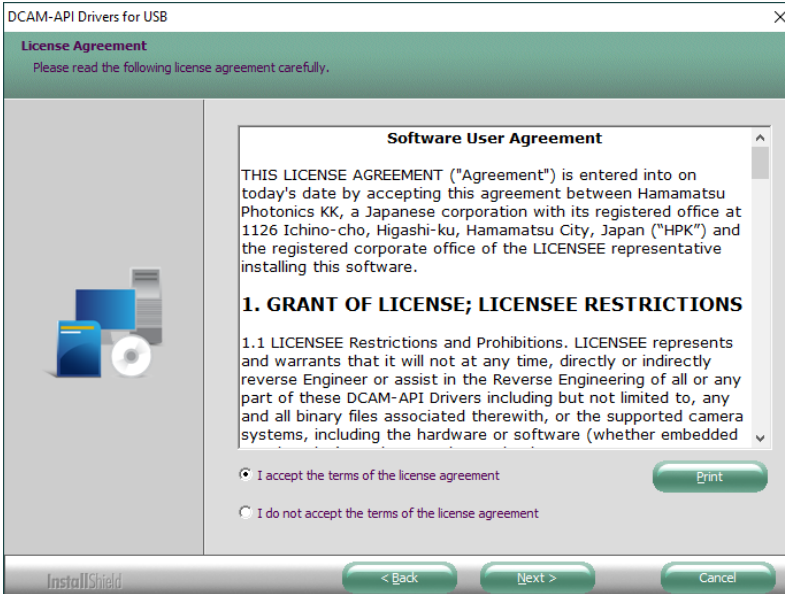 DCAM-API Drivers for USB
License Agreement
Please read the following license agreement carefully.
Software User Agreement
THIS LICENSE AGREEMENT ("Agreement") is entered into on
today's date by accepting this agreement between Hamamatsu
Photonics KK, a Japanese corporation with its registered office at
1126 Ichino-cho, Higashi-ku, Hamamatsu City, Japan (“HPK”) and
the registered corporate office of the LICENSEE representative
installing this software.
1. GRANT OF LICENSE; LICENSEE RESTRICTIONS
1.1 LICENSEE Restrictions and Prohibitions. LICENSEE represents
and warrants that it will not at any time, directly or indirectly
reverse Engineer or assist in the Reverse Engineering of all or any
part of these DCAM-API Drivers including but not limited to, any
and all binary files associated therewith, or the supported camera
systems, including the hardware or software (whether embedded
I accept the terms of the license agreement
Print
I do not accept the terms of the license agreement
InstallShield
< Back
Next >
Cancel